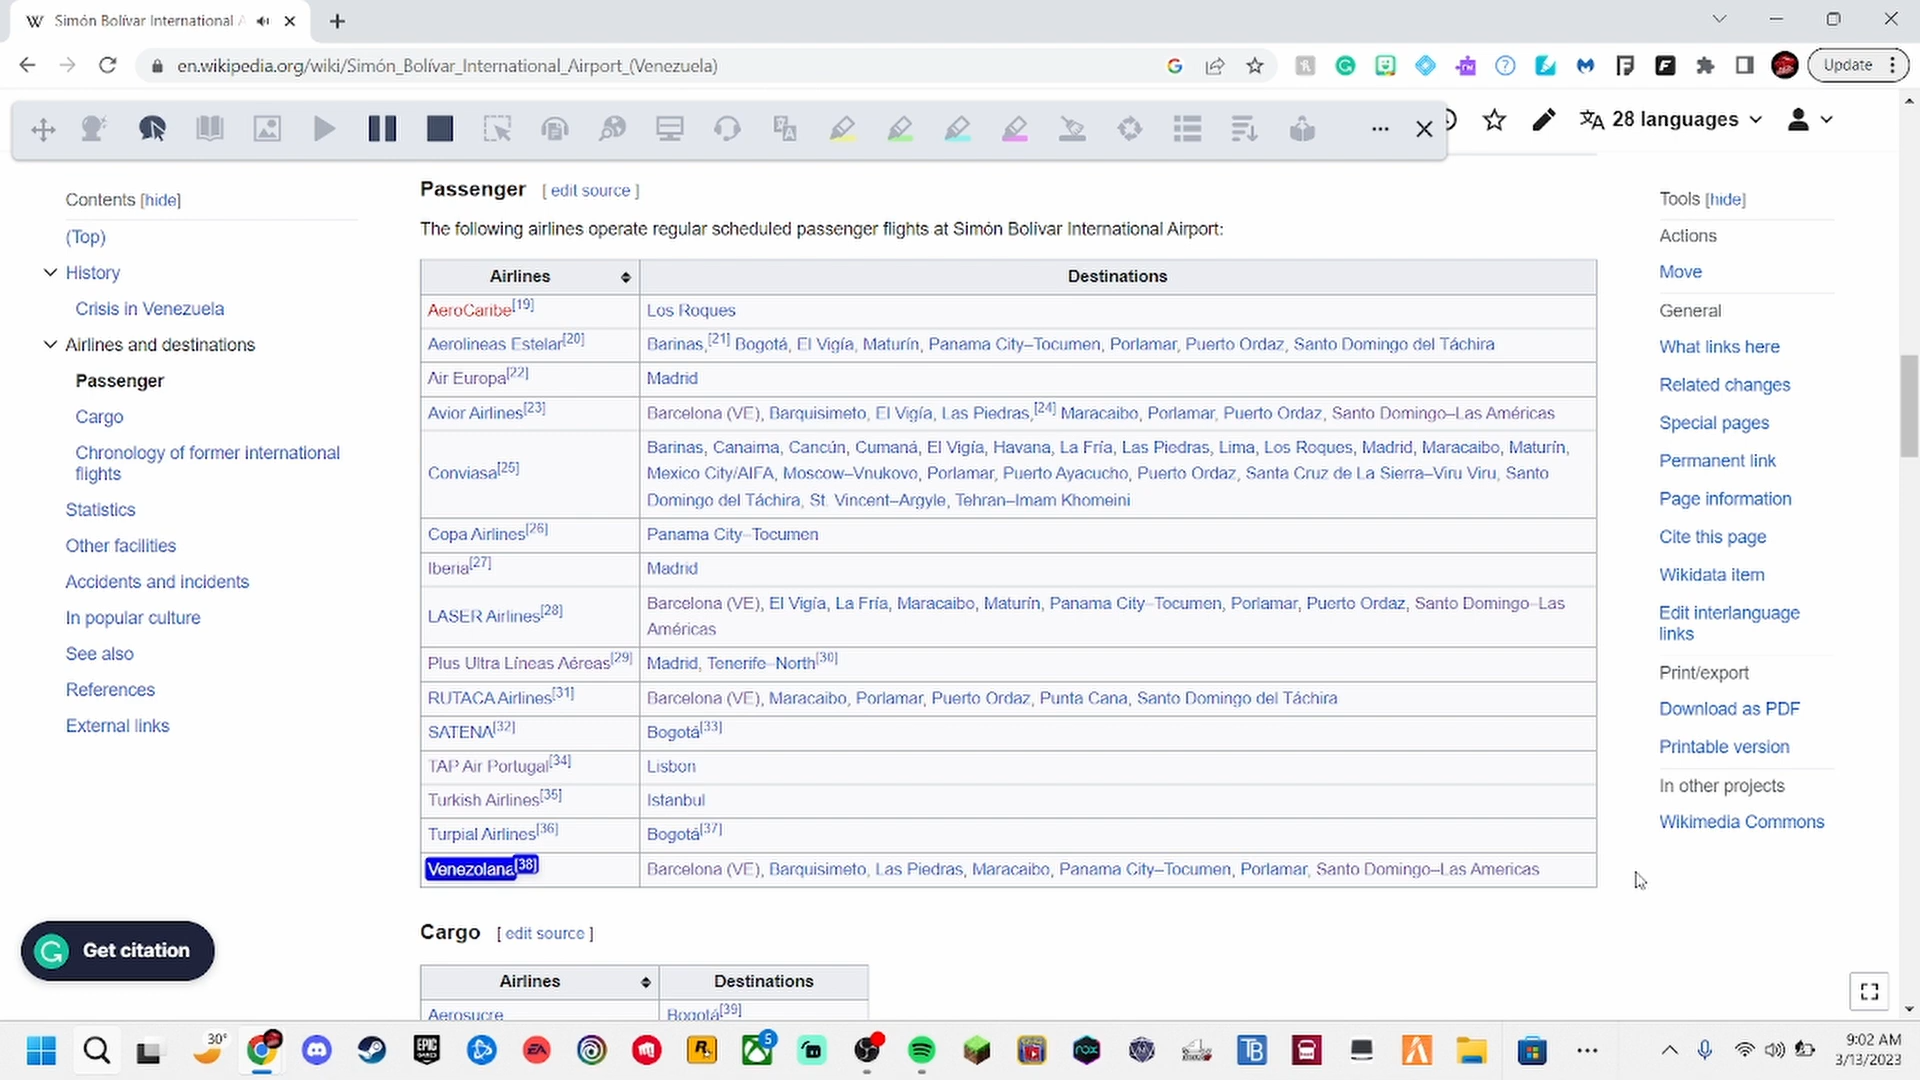 Simón Bolívar International A
en.wikipedia.org/wiki/Simón_Bolívar_International_Airport_(Venezuela)
Update
28 languages
Contents [hide]
(Top)
History
Crisis in Venezuela
Airlines and destinations
Passenger
Cargo
Chronology of former international
flights
Statistics
Other facilities
Accidents and incidents
In popular culture
See also
References
External links
Get citation
Passenger [ edit source ]
The following airlines operate regular scheduled passenger flights at Simón Bolívar International Airport:
Airlines Destinations
AeroCaribe[19] Los Roques
Aerolineas Estelar[20] Barinas,[21] Bogotá, El Vigía, Maturín, Panama City–Tocumen, Porlamar, Puerto Ordaz, Santo Domingo del Táchira
Air Europa[22] Madrid
Avior Airlines[23] Barcelona (VE), Barquisimeto, El Vigía, Las Piedras,[24] Maracaibo, Porlamar, Puerto Ordaz, Santo Domingo–Las Américas
Conviasa[25] Barinas, Canaima, Cancún, Cumaná, El Vigía, Havana, La Fría, Las Piedras, Lima, Los Roques, Madrid, Maracaibo, Maturín,
Mexico City/AIFA, Moscow–Vnukovo, Porlamar, Puerto Ayacucho, Puerto Ordaz, Santa Cruz de La Sierra–Viru Viru, Santo
Domingo del Táchira, St. Vincent–Argyle, Tehran–Imam Khomeini
Copa Airlines[26] Panama City–Tocumen
Iberia[27] Madrid
LASER Airlines[28] Barcelona (VE), El Vigía, La Fría, Maracaibo, Maturín, Panama City–Tocumen, Porlamar, Puerto Ordaz, Santo Domingo–Las
Américas
Plus Ultra Líneas Aéreas[29] Madrid, Tenerife–North[30]
RUTACA Airlines[31] Barcelona (VE), Maracaibo, Porlamar, Puerto Ordaz, Punta Cana, Santo Domingo del Táchira
SATENA[32] Bogotá[33]
TAP Air Portugal[34] Lisbon
Turkish Airlines[35] Istanbul
Turpial Airlines[36] Bogotá[37]
Venezolana[38] Barcelona (VE), Barquisimeto, Las Piedras, Maracaibo, Panama City–Tocumen, Porlamar, Santo Domingo–Las Americas
Cargo [ edit source ]
Airlines Destinations
Aerosucre Bogotá[39]
Tools [hide]
Actions
Move
General
What links here
Related changes
Special pages
Permanent link
Page information
Cite this page
Wikidata item
Edit interlanguage
links
Print/export
Download as PDF
Printable version
In other projects
Wikimedia Commons
30°
EPIC
GAMES
EA
5
nox
TB
9:02 AM
3/13/2023